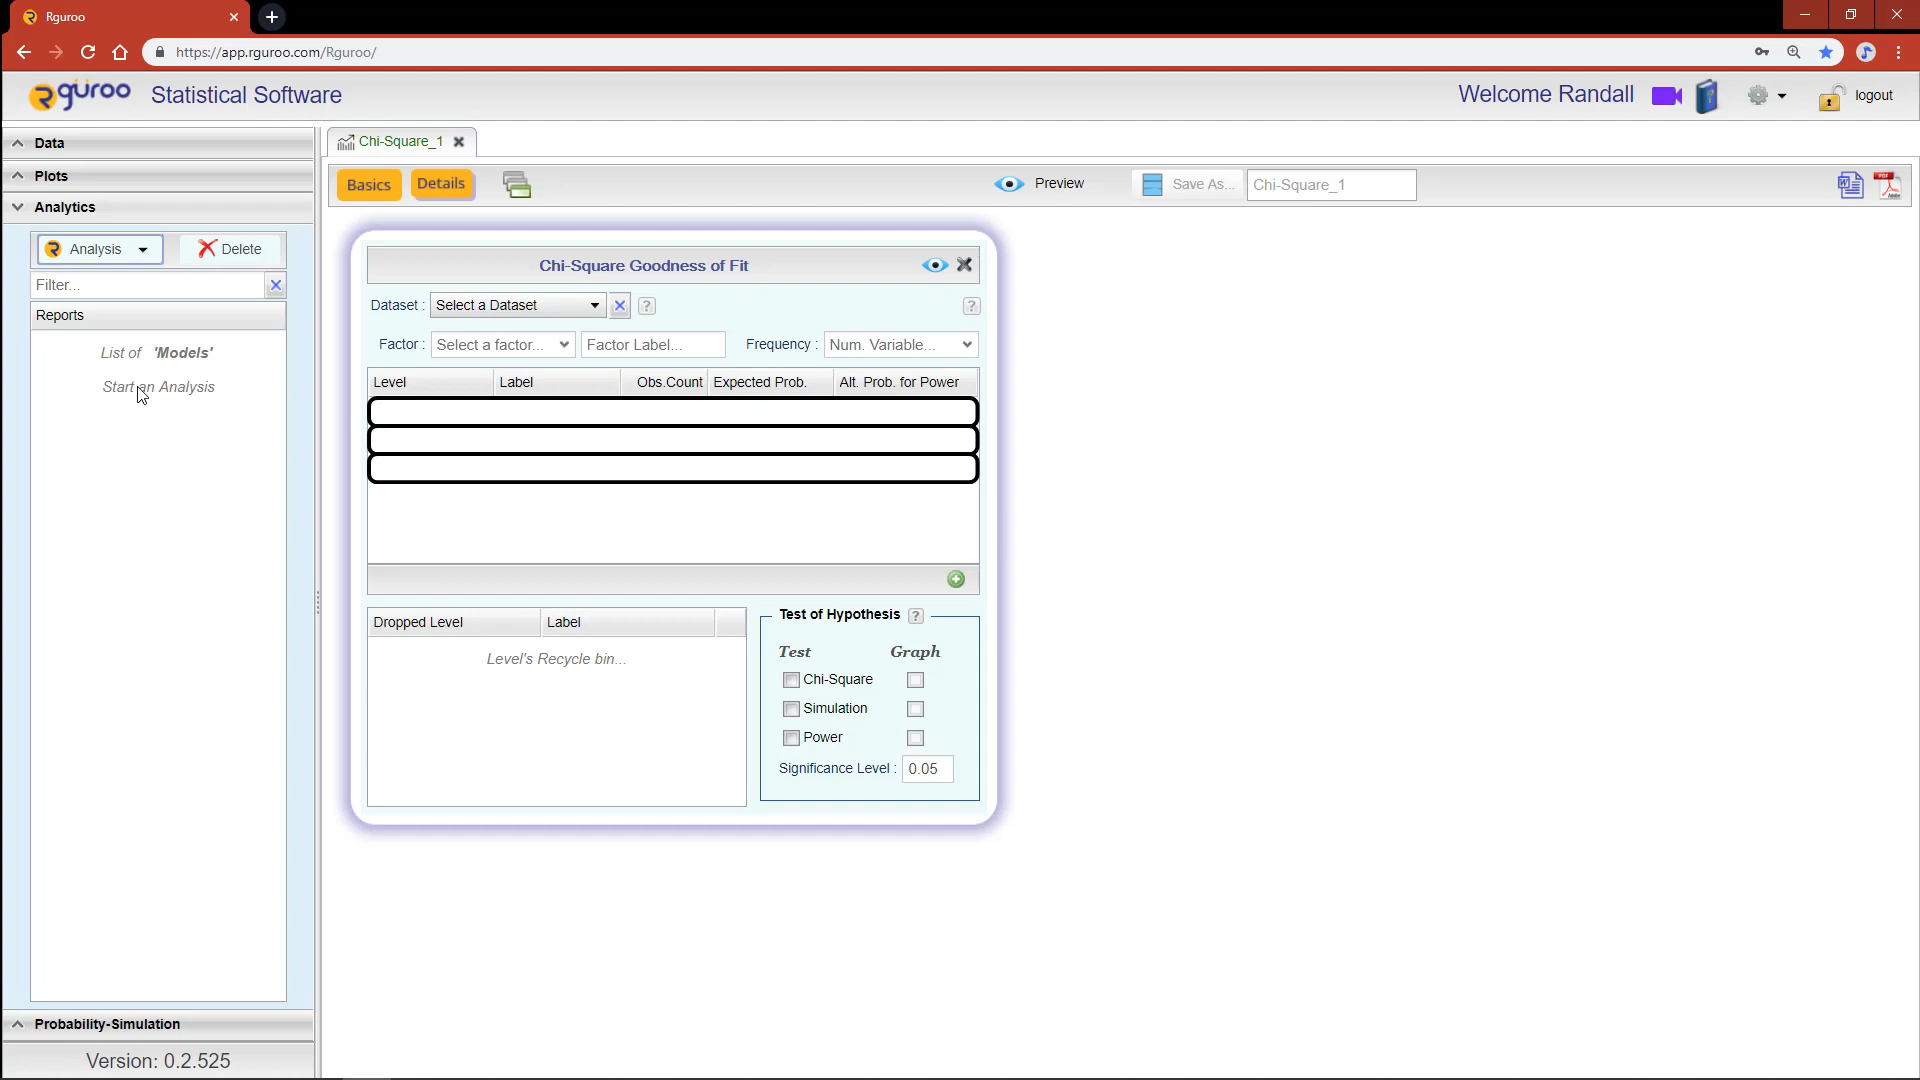 Rguroo
https://app.rguroo.com/Rguroo/
rguroo Statistical Software
Welcome Randall
logout
Data
Plots
Analytics
Analysis
Delete
Filter...
Reports
List of 'Models'
Start an Analysis
Probability-Simulation
Version: 0.2.525
Chi-Square_1
Basics
Details
Preview
Save As...
Chi-Square_1
Chi-Square Goodness of Fit
Dataset : Select a Dataset ? ?
Factor : Select a factor... Factor Label... Frequency : Num. Variable...
Level Label Obs.Count Expected Prob. Alt. Prob. for Power
Dropped Level Label
Level's Recycle bin...
Test of Hypothesis ?
Test Graph
Chi-Square
Simulation
Power
Significance Level : 0.05